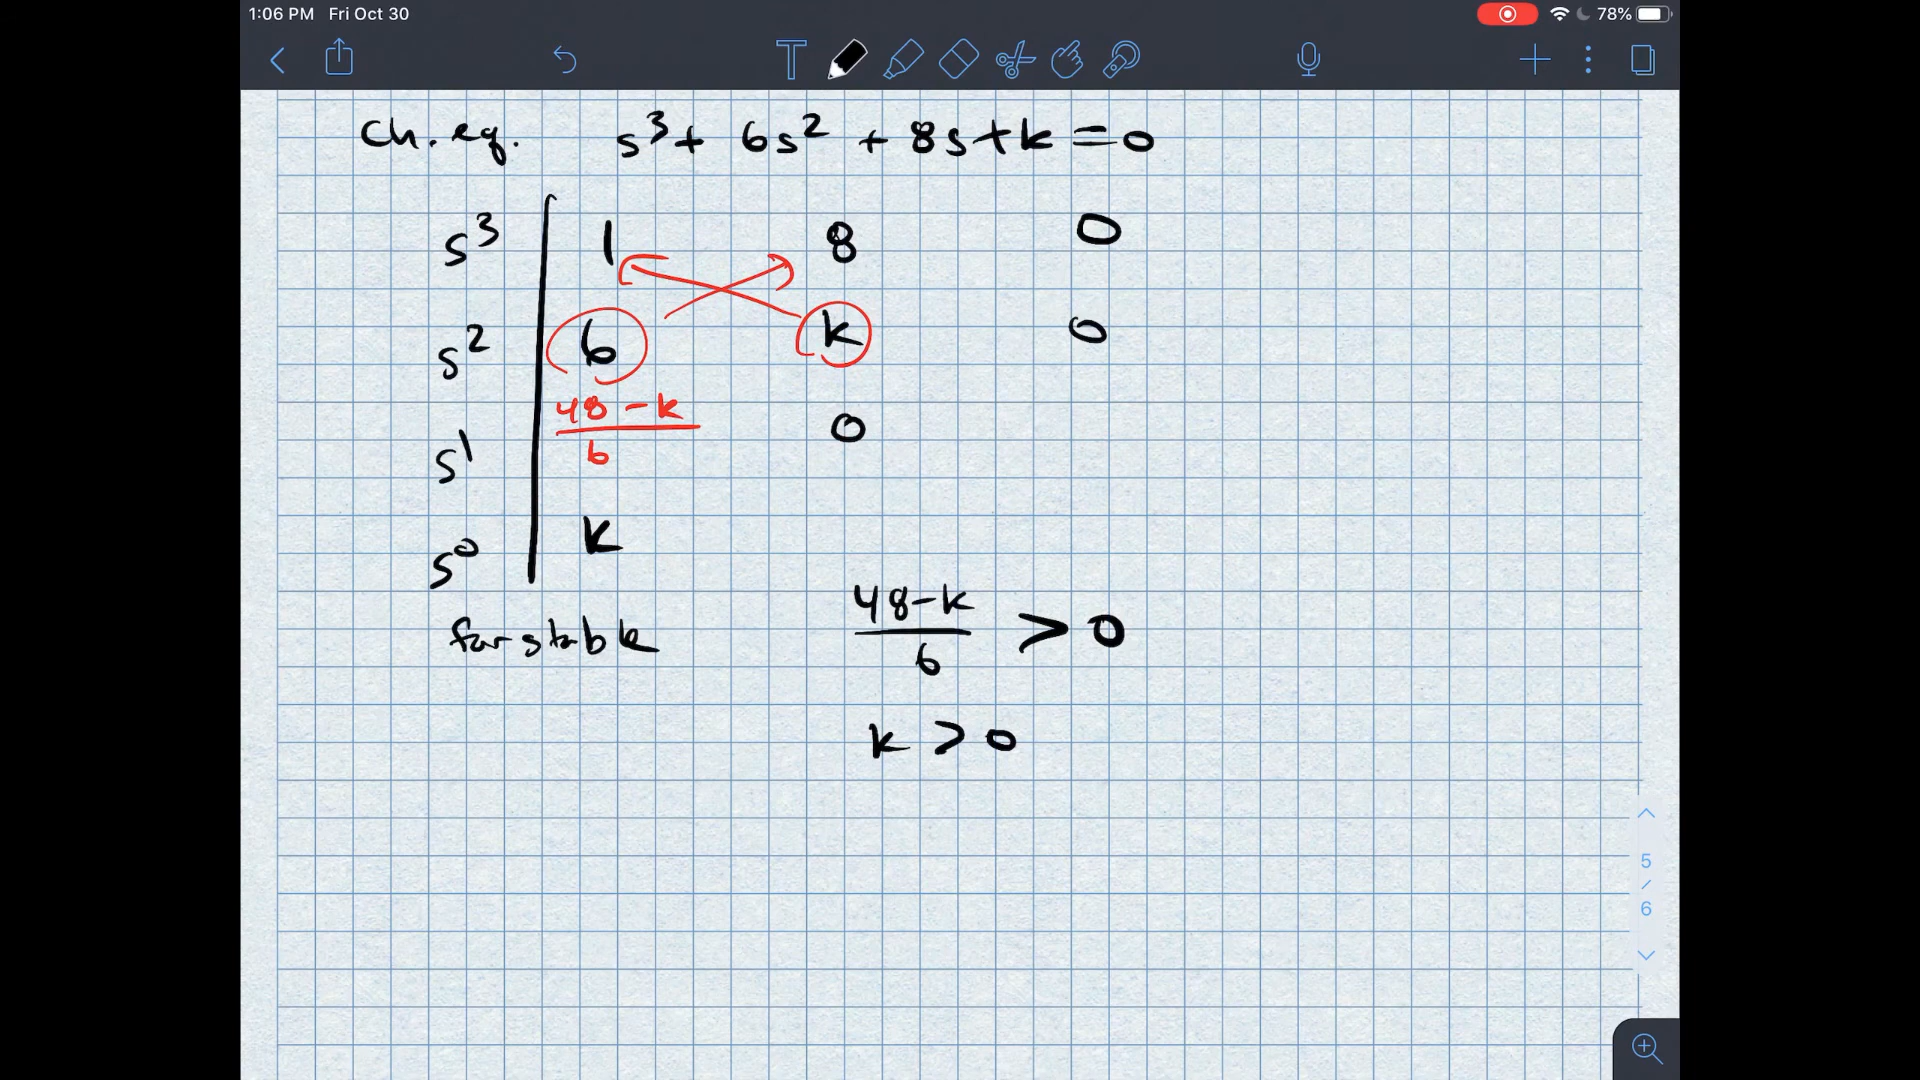 1:06 PM Fri Oct 30 78%
T
Ch. eq. s³ + 6s² + 8s + k = 0
s³ 1 8 0
s² 6 k 0
s¹ 48 - k / 6 0
s⁰ k
for stable 48 - k / 6 > 0
k > 0
5
/
6